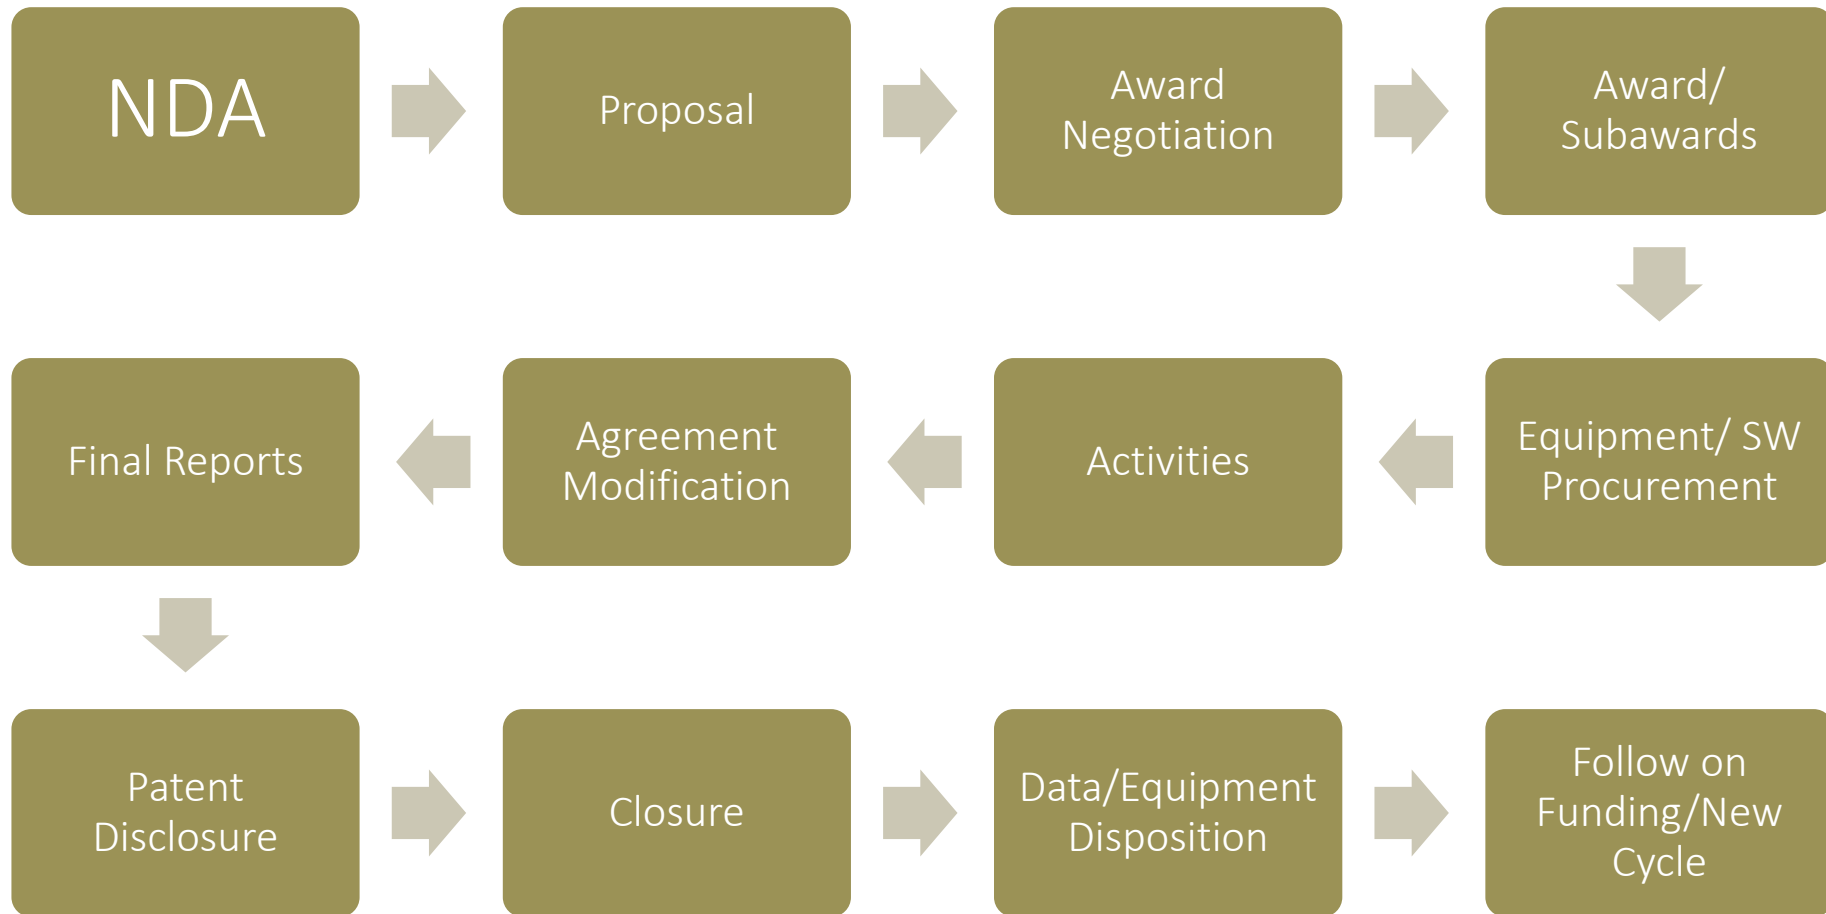 NDA
Proposal
Award
Negotiation
Award/
Subawards
Final Reports
Agreement
Modification
Activities
Equipment/ SW
Procurement
Patent
Disclosure
Closure
Data/Equipment
Disposition
Follow on
Funding/New
Cycle